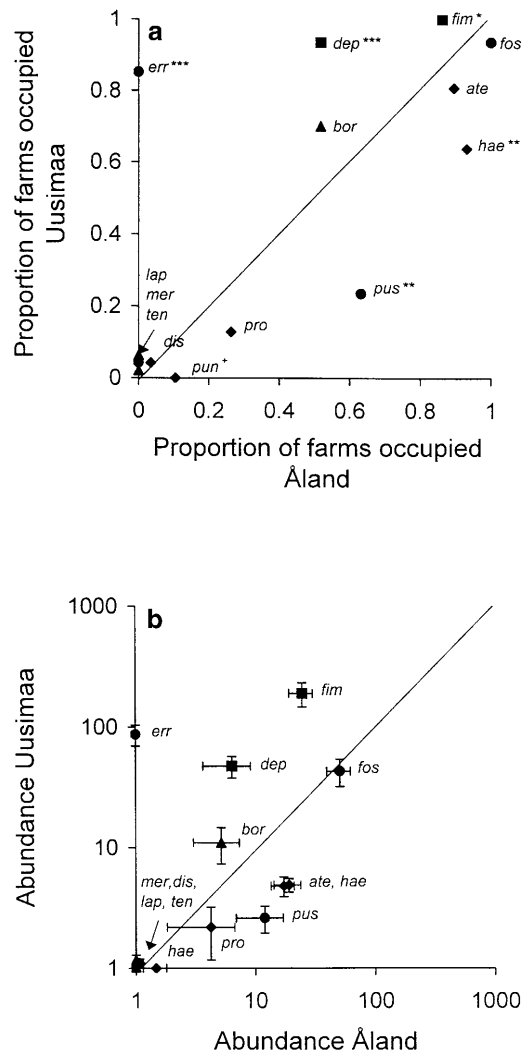 a
1
0.8
0.6
0.4
0.2
0
Proportion of farms occupied
Uusimaa
fim *
dep ***
fos
err ***
ate
bor
hae **
lap
mer
ten
pus **
dis
pro
pun +
0 0.2 0.4 0.6 0.8 1
Proportion of farms occupied
Åland
b
1000
100
10
1
Abundance Uusimaa
fim
err
dep
fos
bor
mer,dis,
lap, ten
ate, hae
pus
pro
hae
1 10 100 1000
Abundance Åland